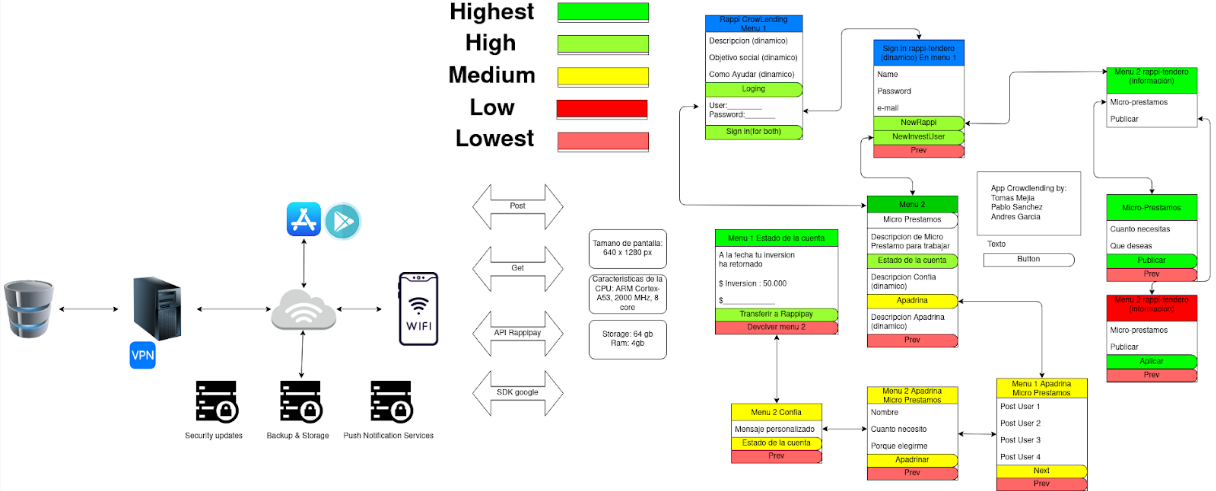 Highest
High
Medium
Low
Lowest
VPN
WIFI
Security updates
Backup & Storage
Push Notification Services
Post
Get
API Rappipay
SDK google
Tamano de pantalla:
640 x 1280 px
Caracteristicas de la
CPU: ARM Cortex-
A53, 2000 MHz, 8
core
Storage: 64 gb
Ram: 4gb
Rappi CrowLending
Menu 1
Descripcion (dinamico)
Objetivo social (dinamico)
Como Ayudar (dinamico)
Loging
User:_______
Password:_______
Sign in(for both)
Sign in rappi-tendero
(dinamico) En menu 1
Name
Password
e-mail
NewRappi
NewInvestUser
Prev
Menu 2 rappi-tendero
(información)
Micro-prestamos
Publicar
Menu 2
Micro Prestamos
Descripcion de Micro
Prestamo para trabajar
Estado de la cuenta
Descripcion Confia
(dinamico)
Apadrina
Descripcion Apadrina
(dinamico)
Prev
App Crowdlending by:
Tomas Mejia
Pablo Sanchez
Andres Garcia
Texto
Button
Micro-Prestamos
Cuanto necesitas
Que deseas
Publicar
Prev
Menu 2 rappi-tendero
(información)
Micro-prestamos
Publicar
Aplicar
Prev
Menu 1 Estado de la cuenta
A la fecha tu inversion
ha retornado
$ Inversion : 50.000
$____________
Transferir a Rappipay
Devolver menu 2
Menu 2 Confia
Mensaje personalizado
Estado de la cuenta
Prev
Menu 2 Apadrina
Micro Prestamos
Nombre
Cuanto necesito
Porque elegirme
Apadrinar
Prev
Menu 1 Apadrina
Micro Prestamos
Post User 1
Post User 2
Post User 3
Post User 4
Next
Prev